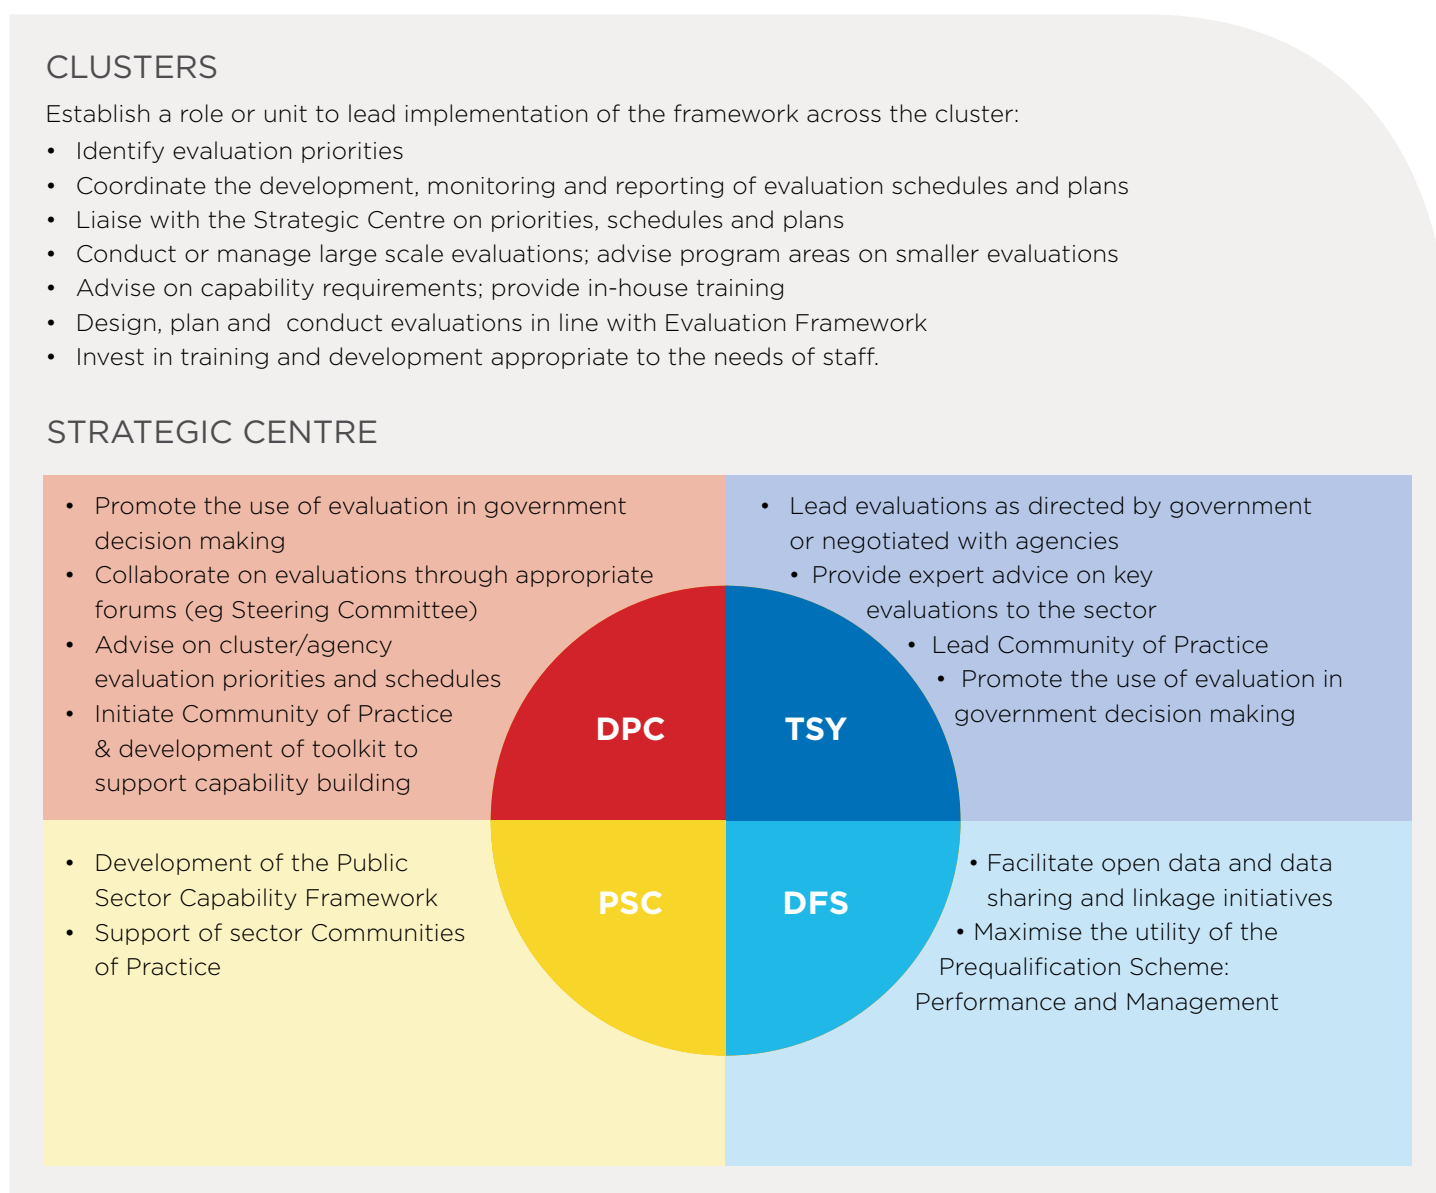 CLUSTERS
Establish a role or unit to lead implementation of the framework across the cluster:
• Identify evaluation priorities
• Coordinate the development, monitoring and reporting of evaluation schedules and plans
• Liaise with the Strategic Centre on priorities, schedules and plans
• Conduct or manage large scale evaluations; advise program areas on smaller evaluations
• Advise on capability requirements; provide in-house training
• Design, plan and conduct evaluations in line with Evaluation Framework
• Invest in training and development appropriate to the needs of staff.
STRATEGIC CENTRE
• Promote the use of evaluation in government
decision making
• Collaborate on evaluations through appropriate
forums (eg Steering Committee)
• Advise on cluster/agency
evaluation priorities and schedules
• Initiate Community of Practice
& development of toolkit to
support capability building
DPC
• Lead evaluations as directed by government
or negotiated with agencies
• Provide expert advice on key
evaluations to the sector
• Lead Community of Practice
• Promote the use of evaluation in
government decision making
TSY
• Development of the Public
Sector Capability Framework
• Support of sector Communities
of Practice
PSC
• Facilitate open data and data
sharing and linkage initiatives
• Maximise the utility of the
Prequalification Scheme:
Performance and Management
DFS